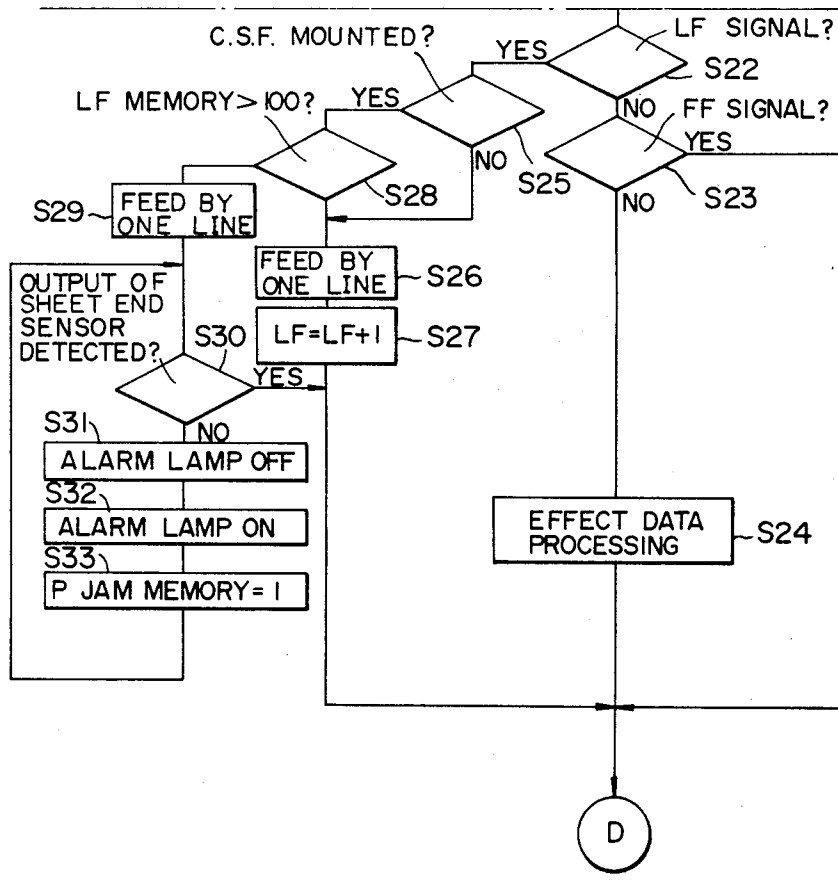 LF SIGNAL?
C.S.F. MOUNTED?
YES
S22
LF MEMORY>100?
YES
NO
FF SIGNAL?
YES
NO
S25
S23
S28
NO
S29
FEED BY
ONE LINE
FEED BY
ONE LINE
S26
OUTPUT OF
SHEET END
SENSOR
DETECTED?
S30
LF=LF+1
S27
YES
NO
S31
ALARM LAMP OFF
S32
ALARM LAMP ON
EFFECT DATA
PROCESSING
S24
S33
P JAM MEMORY=1
D